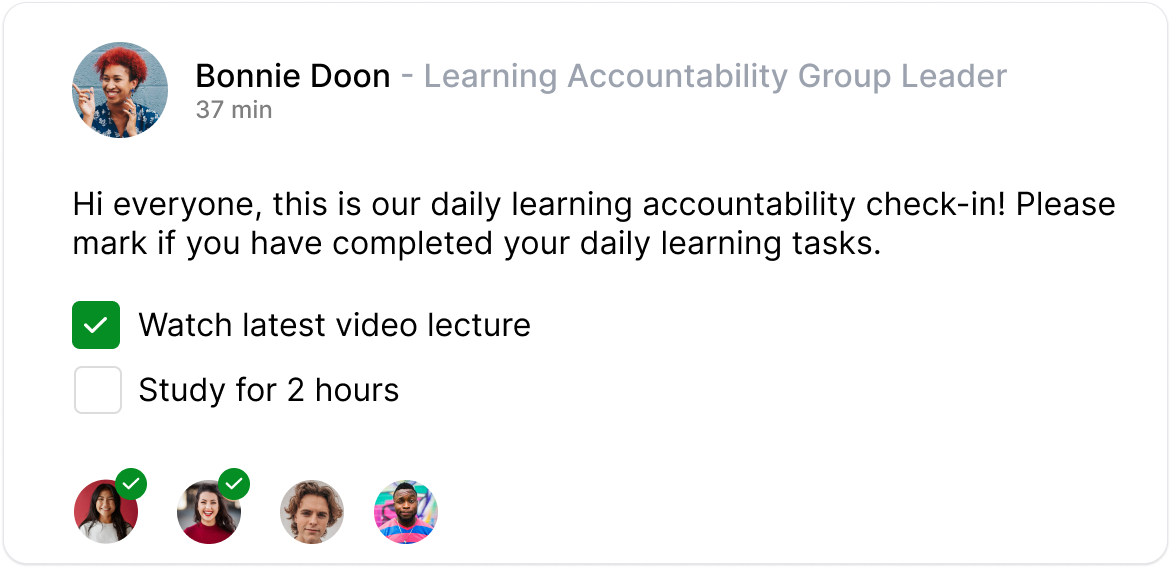 Bonnie Doon - Learning Accountability Group Leader
37 min
Hi everyone, this is our daily learning accountability check-in! Please
mark if you have completed your daily learning tasks.
Watch latest video lecture
Study for 2 hours